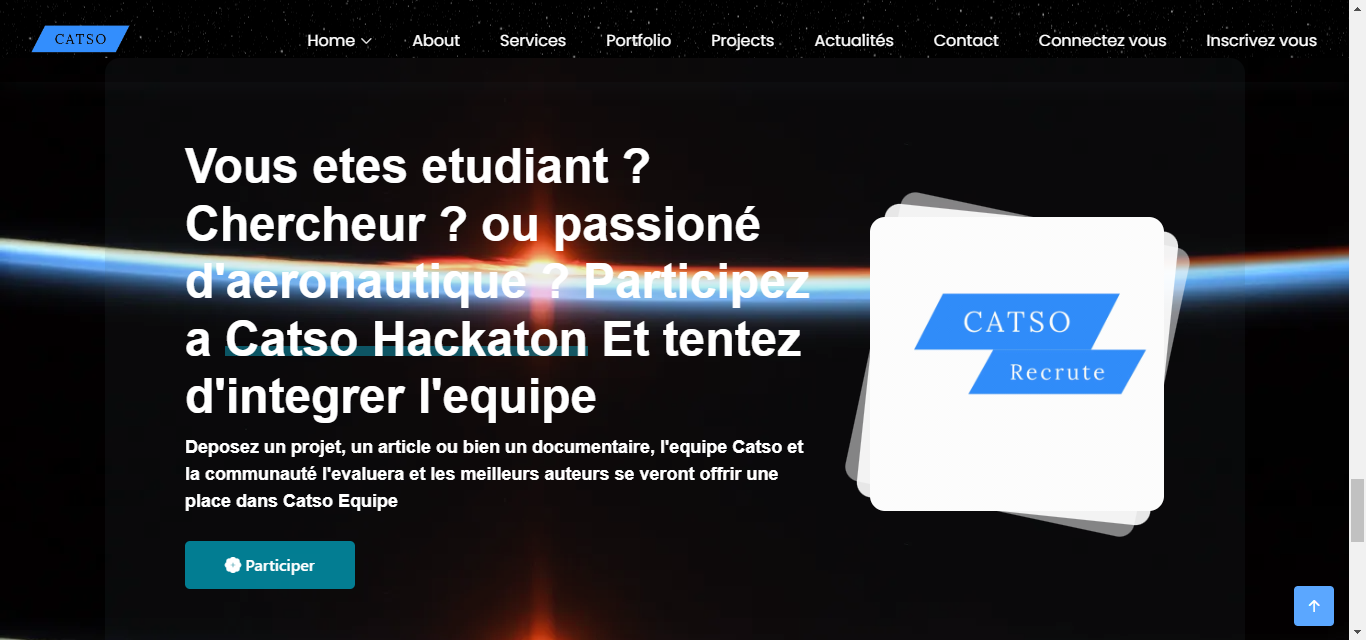 CATSO
Home About Services Portfolio Projects Actualités Contact Connectez vous Inscrivez vous
Vous etes etudiant ?
Chercheur ? ou passioné
d'aeronautique ? Participez
a Catso Hackaton Et tentez
d'integrer l'equipe
CATSO
Recrute
Deposez un projet, un article ou bien un documentaire, l'equipe Catso et
la communauté l'evaluera et les meilleurs auteurs se veront offrir une
place dans Catso Equipe
Participer